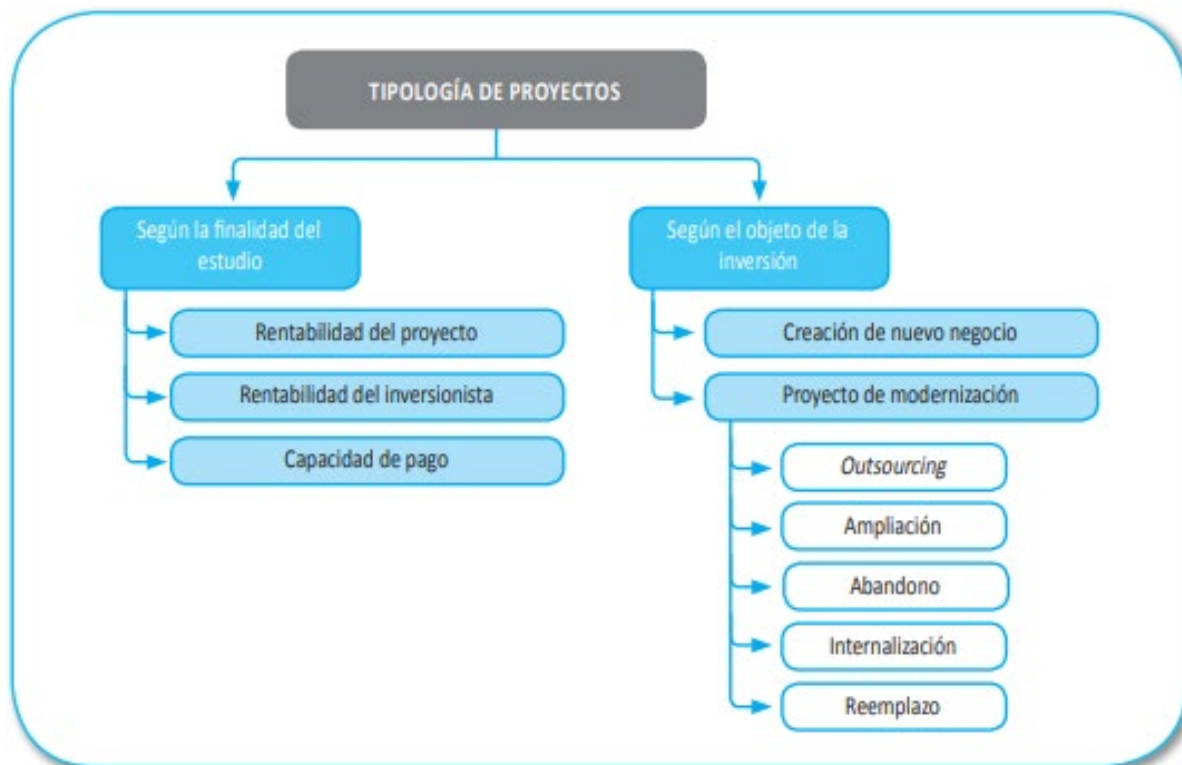 TIPOLOGÍA DE PROYECTOS
Según la finalidad del
estudio
Rentabilidad del proyecto
Rentabilidad del inversionista
Capacidad de pago
Según el objeto de la
inversión
Creación de nuevo negocio
Proyecto de modernización
Outsourcing
Ampliación
Abandono
Internalización
Reemplazo